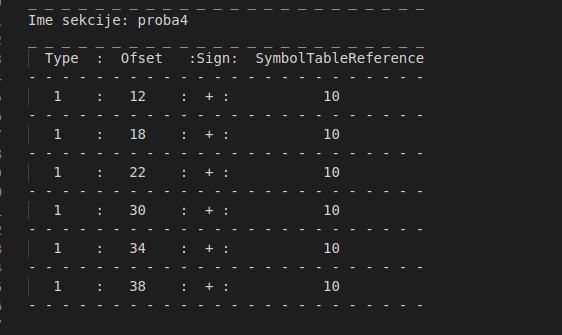 _ _ _ _ _ _ _ _ _ _ _ _ _ _ _ _ _ _ _ _ _ _ _ _
Ime sekcije: proba4
_ _ _ _ _ _ _ _ _ _ _ _ _ _ _ _ _ _ _ _ _ _ _ _
Type : Ofset :Sign: SymbolTableReference
- - - - - - - - - - - - - - - - - - - - - - - -
1 : 12 : + : 10
- - - - - - - - - - - - - - - - - - - - - - - -
1 : 18 : + : 10
- - - - - - - - - - - - - - - - - - - - - - - -
1 : 22 : + : 10
- - - - - - - - - - - - - - - - - - - - - - - -
1 : 30 : + : 10
- - - - - - - - - - - - - - - - - - - - - - - -
1 : 34 : + : 10
- - - - - - - - - - - - - - - - - - - - - - - -
1 : 38 : + : 10
- - - - - - - - - - - - - - - - - - - - - - - -